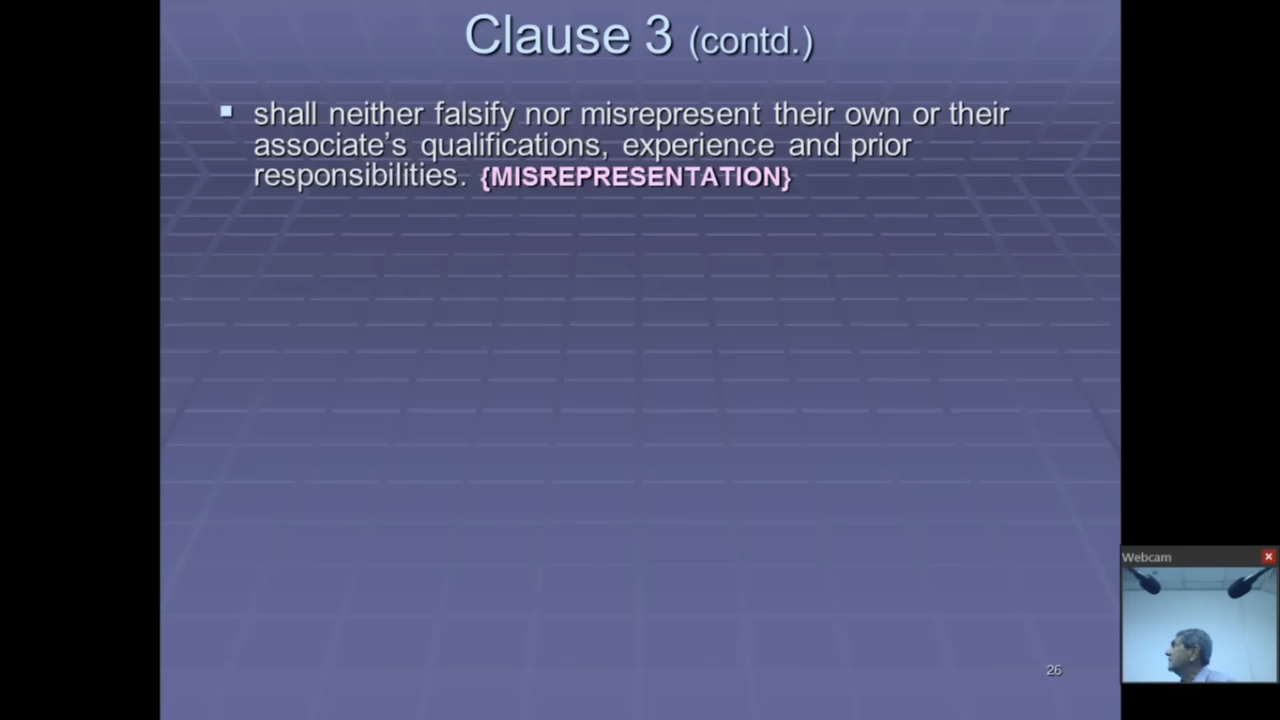 Clause 3 (contd.)
▪ shall neither falsify nor misrepresent their own or their
associate’s qualifications, experience and prior
responsibilities. {MISREPRESENTATION}
Webcam
26